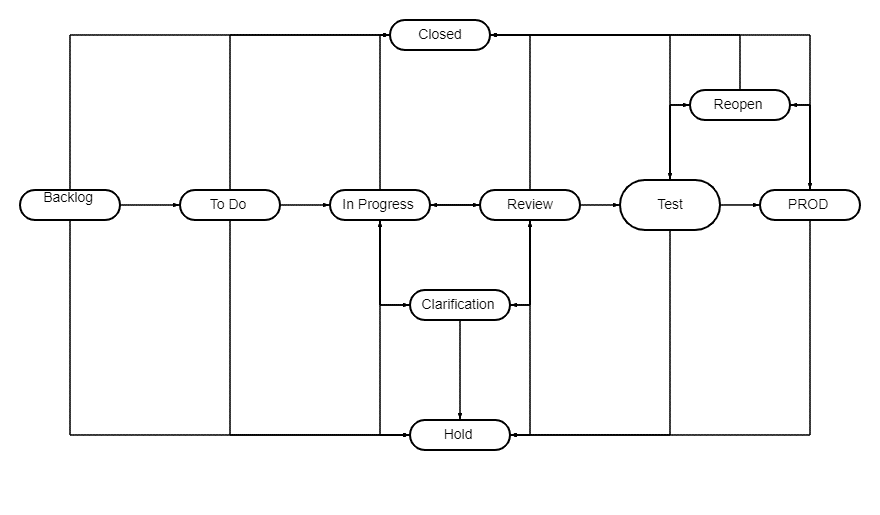 Closed
Reopen
Backlog
To Do
In Progress
Review
Test
PROD
Clarification
Hold